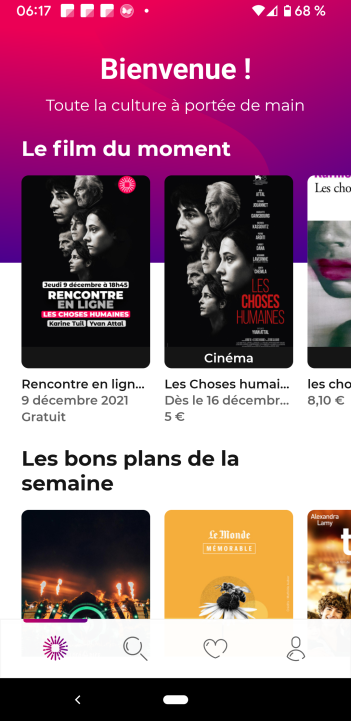 06:17
68 %
Bienvenue !
Toute la culture à portée de main
Le film du moment
Jeudi 9 décembre à 18h45
RENCONTRE
EN LIGNE
LES CHOSES HUMAINES
Karine Tuil | Yvan Attal
LES
CHOSES
HUMAINES
Cinéma
Les cho
Rencontre en lign...
9 décembre 2021
Gratuit
Les Choses humai...
Dès le 16 décembr...
5 €
les cho
8,10 €
Les bons plans de la
semaine
Le Monde
MÉMORABLE
Alexandra
Lamy